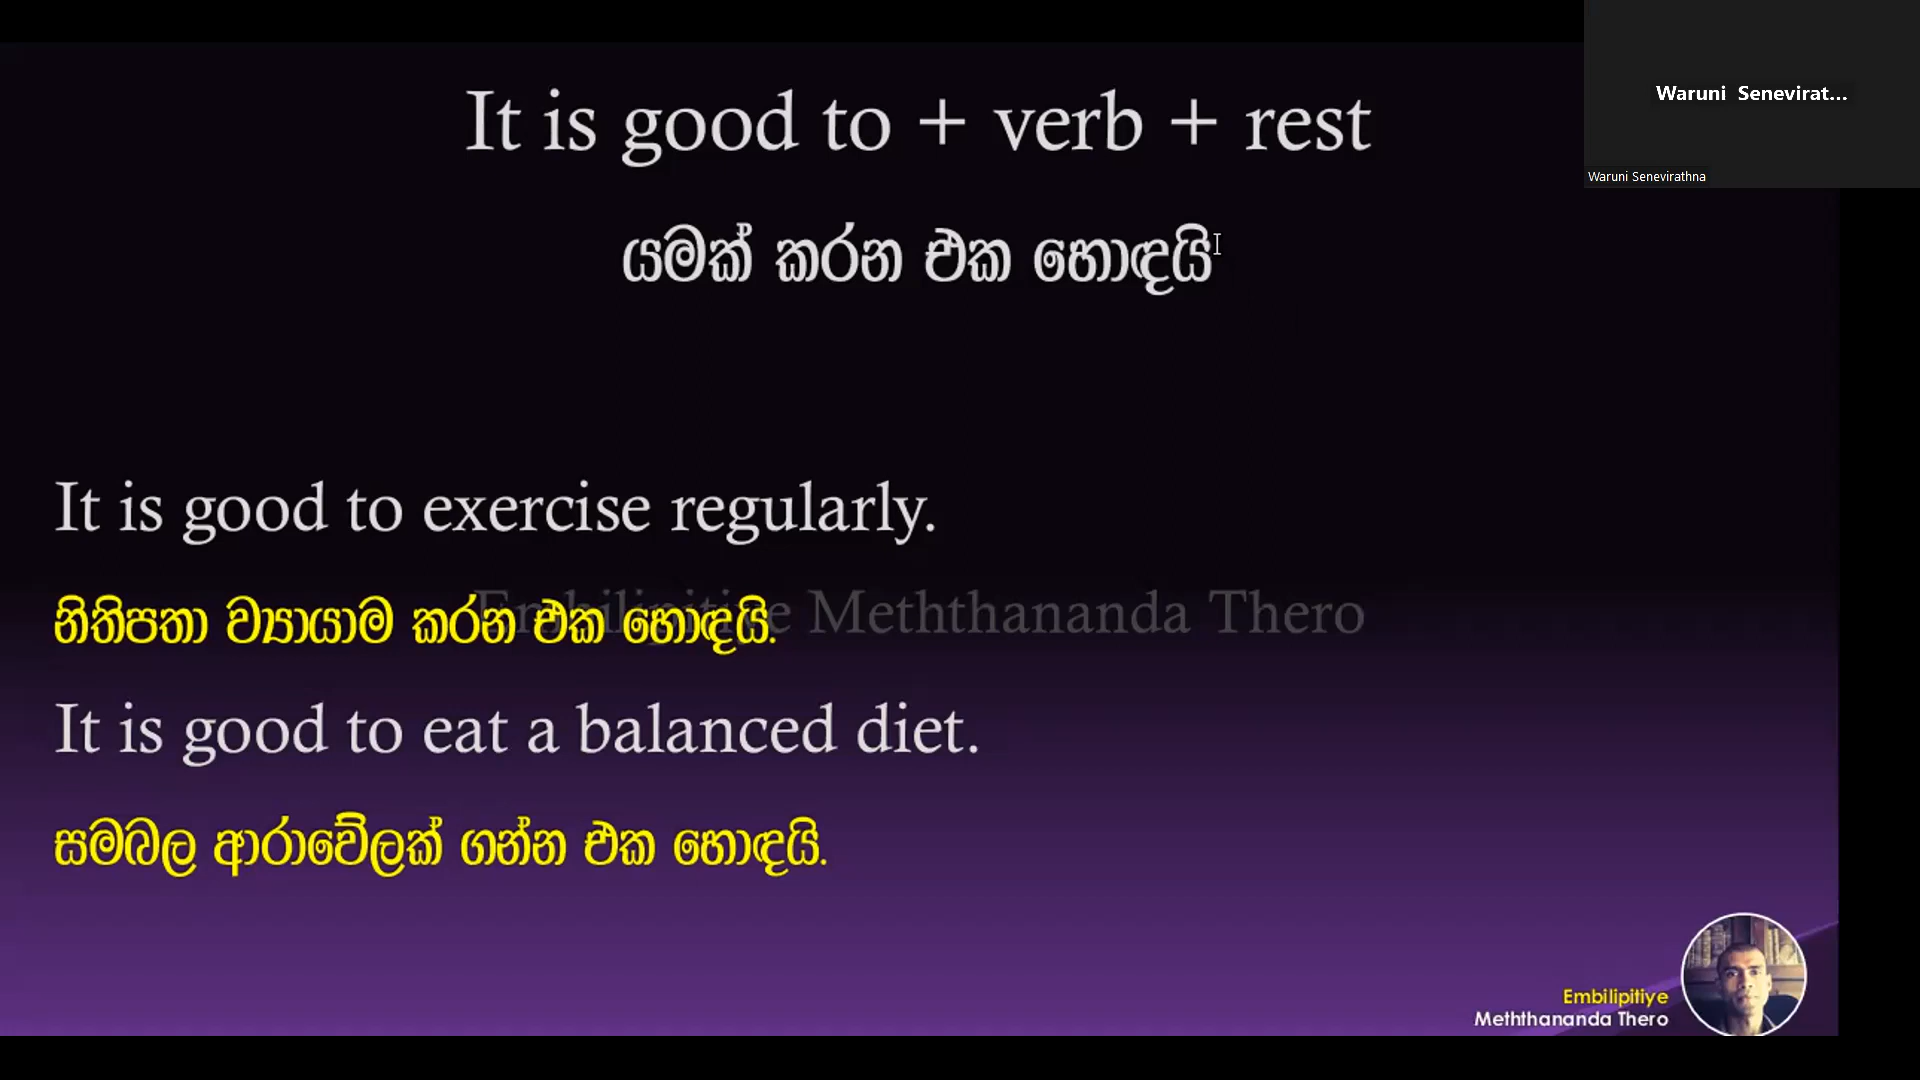 It is good to + verb + rest
Waruni Senevirat...
Waruni Senevirathna
යමක් කරන එක හොඳයි
It is good to exercise regularly.
නිතිපතා ව්‍යායාම කරන එක හොඳයි.
Embilipitiye Meththananda Thero
It is good to eat a balanced diet.
සමබල ආරාවේලක් ගන්න එක හොඳයි.
Embilipitiye
Meththananda Thero